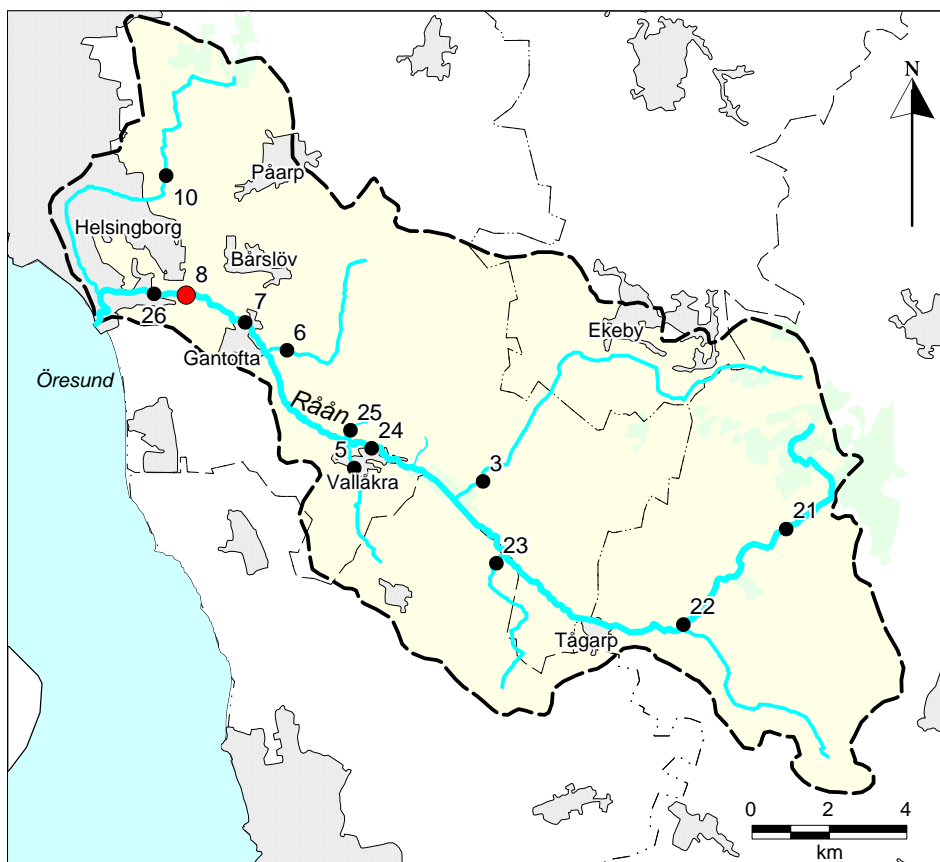 N
Påarp
10
Helsingborg
Bårslöv
8
26
7
6
Gantofta
Ekeby
Öresund
Råån
25
24
5
Vallåkra
3
21
23
22
Tågarp
0 2 4
km